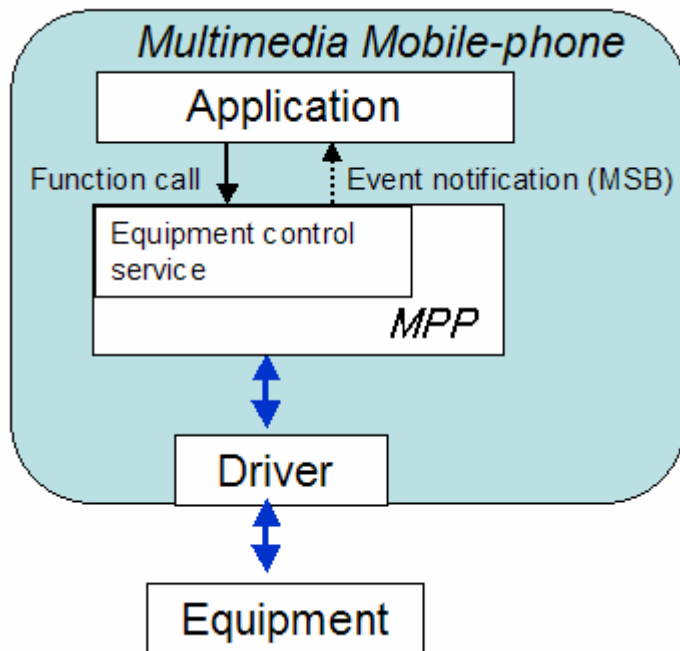 Multimedia Mobile-phone
Application
Function call
Event notification (MSB)
Equipment control
service
MPP
Driver
Equipment